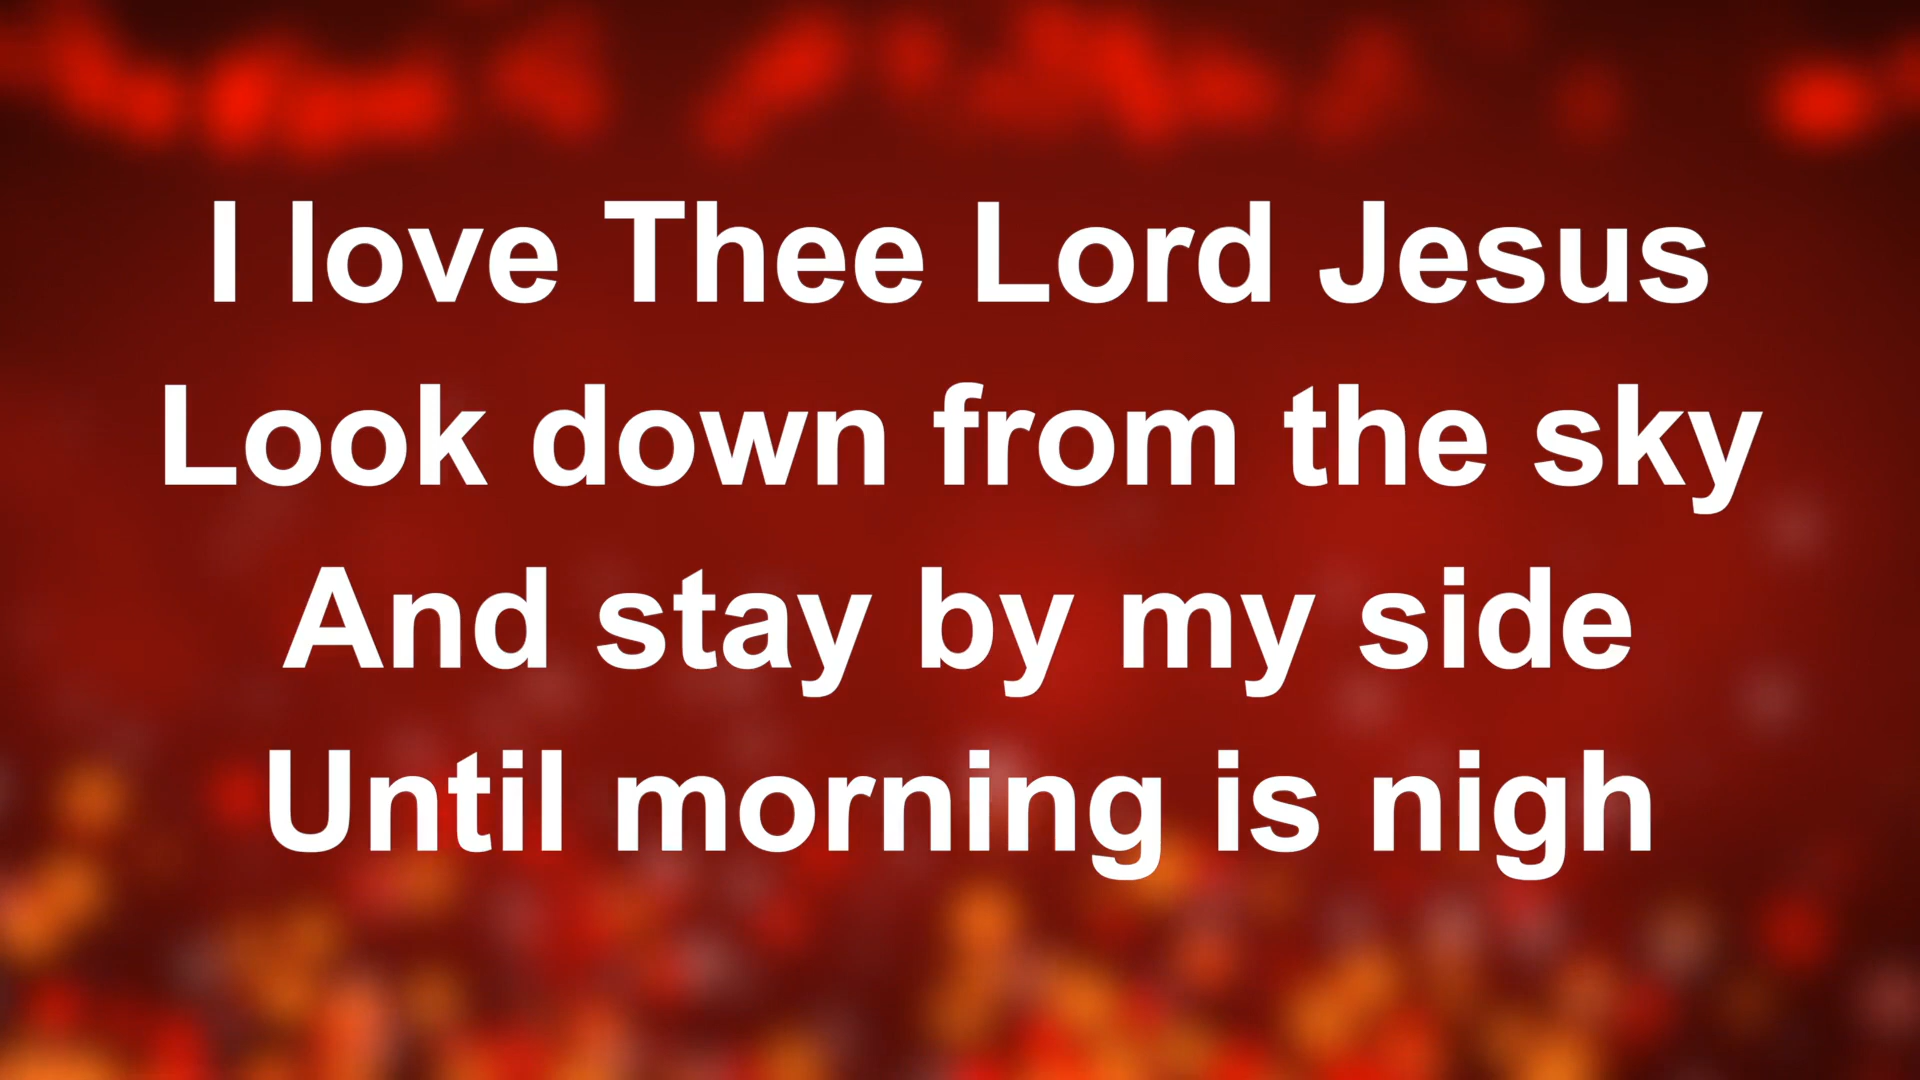 I love Thee Lord Jesus
Look down from the sky
And stay by my side
Until morning is nigh